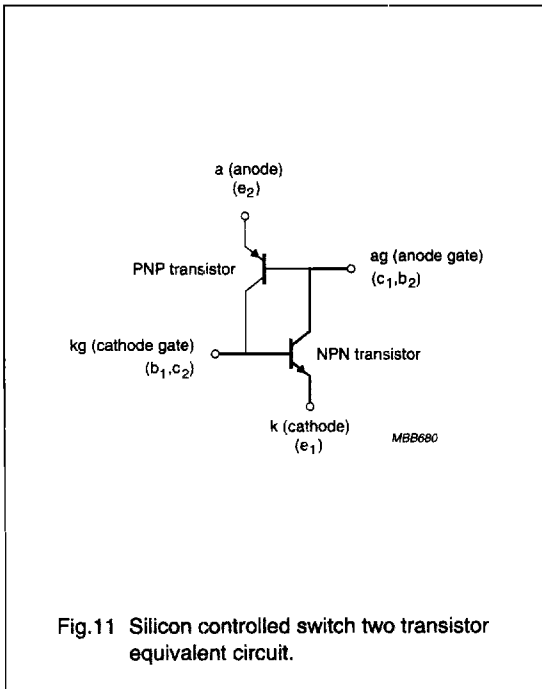 a (anode)
(e2)
PNP transistor
ag (anode gate)
(c1,b2)
kg (cathode gate)
(b1,c2)
NPN transistor
k (cathode)
(e1)
MBB680
Fig.11 Silicon controlled switch two transistor
equivalent circuit.